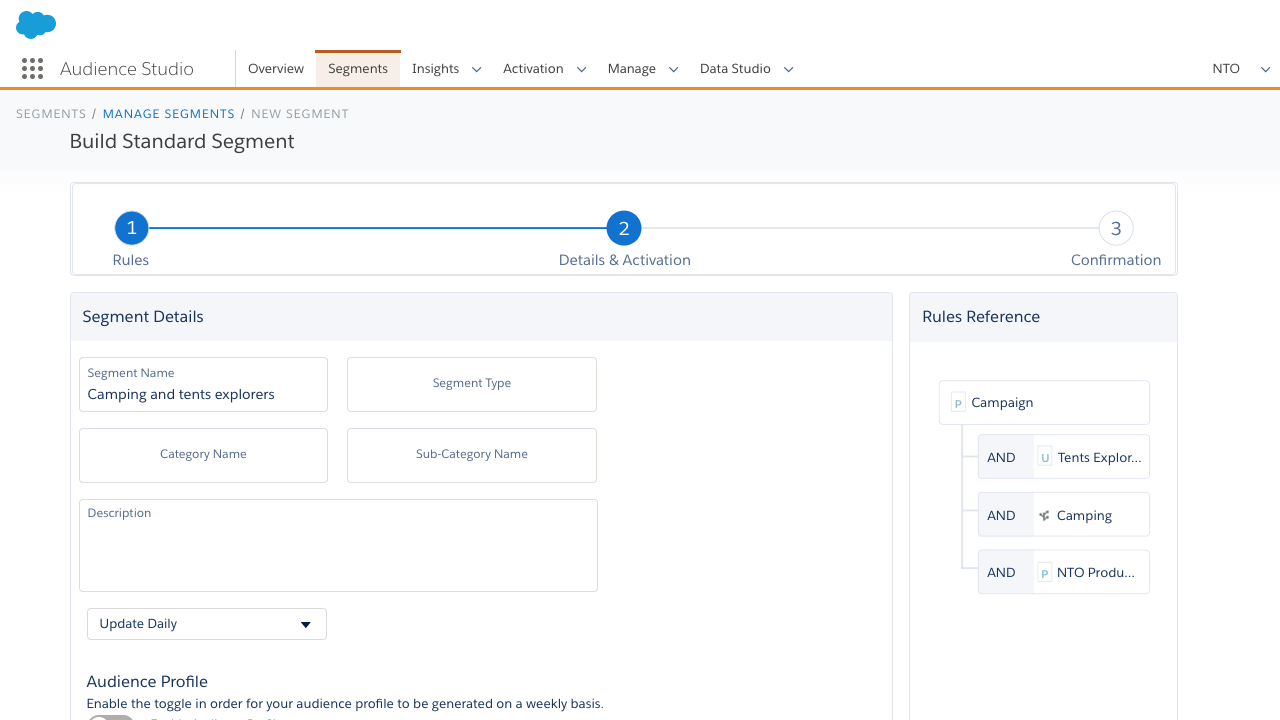 Audience Studio
Overview Segments Insights Activation Manage Data Studio NTO
SEGMENTS / MANAGE SEGMENTS / NEW SEGMENT
Build Standard Segment
1 2 3
Rules Details & Activation Confirmation
Segment Details
Segment Name
Camping and tents explorers
Segment Type
Category Name
Sub-Category Name
Description
Update Daily
Audience Profile
Enable the toggle in order for your audience profile to be generated on a weekly basis.
Rules Reference
P Campaign
AND U Tents Explor...
AND Camping
AND P NTO Produ...